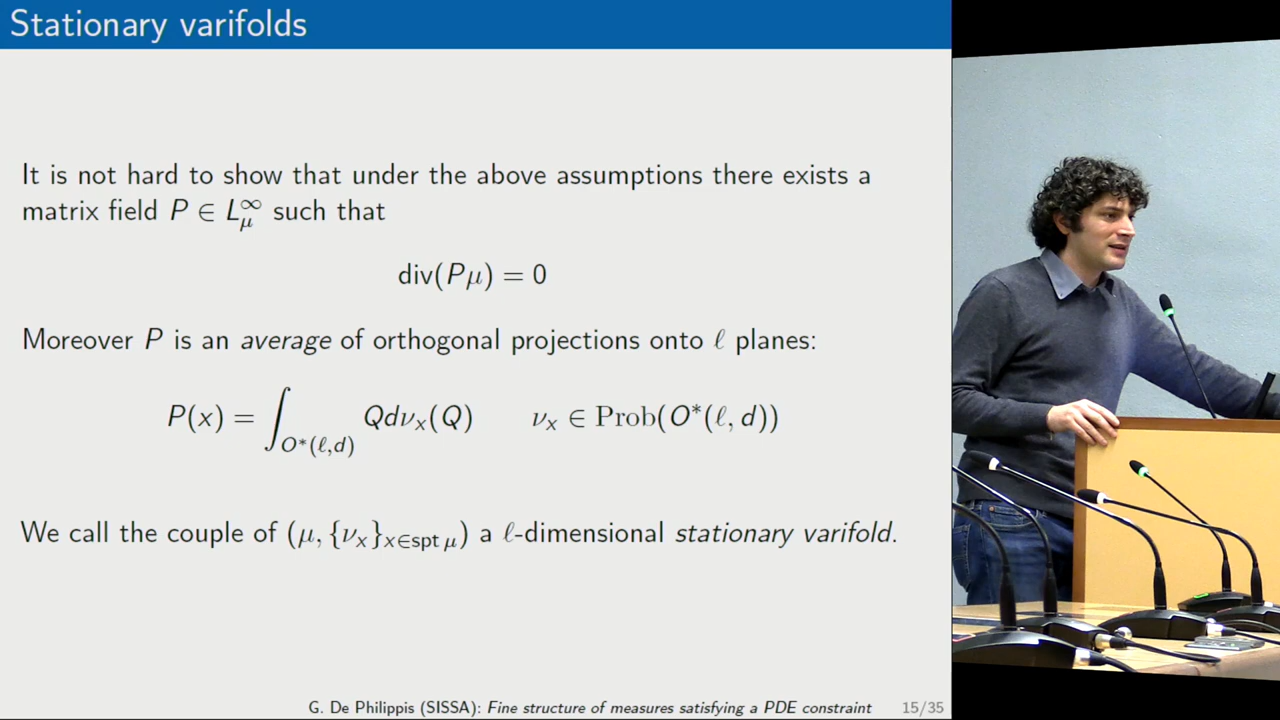 Stationary varifolds
It is not hard to show that under the above assumptions there exists a
matrix field P ∈ L^∞_μ such that
div(Pμ) = 0
Moreover P is an average of orthogonal projections onto ℓ planes:
P(x) = ∫_{O*(ℓ,d)} Qdν_x(Q) ν_x ∈ Prob(O*(ℓ, d))
We call the couple of (μ, {ν_x}_{x∈spt μ}) a ℓ-dimensional stationary varifold.
G. De Philippis (SISSA): Fine structure of measures satisfying a PDE constraint 15/35